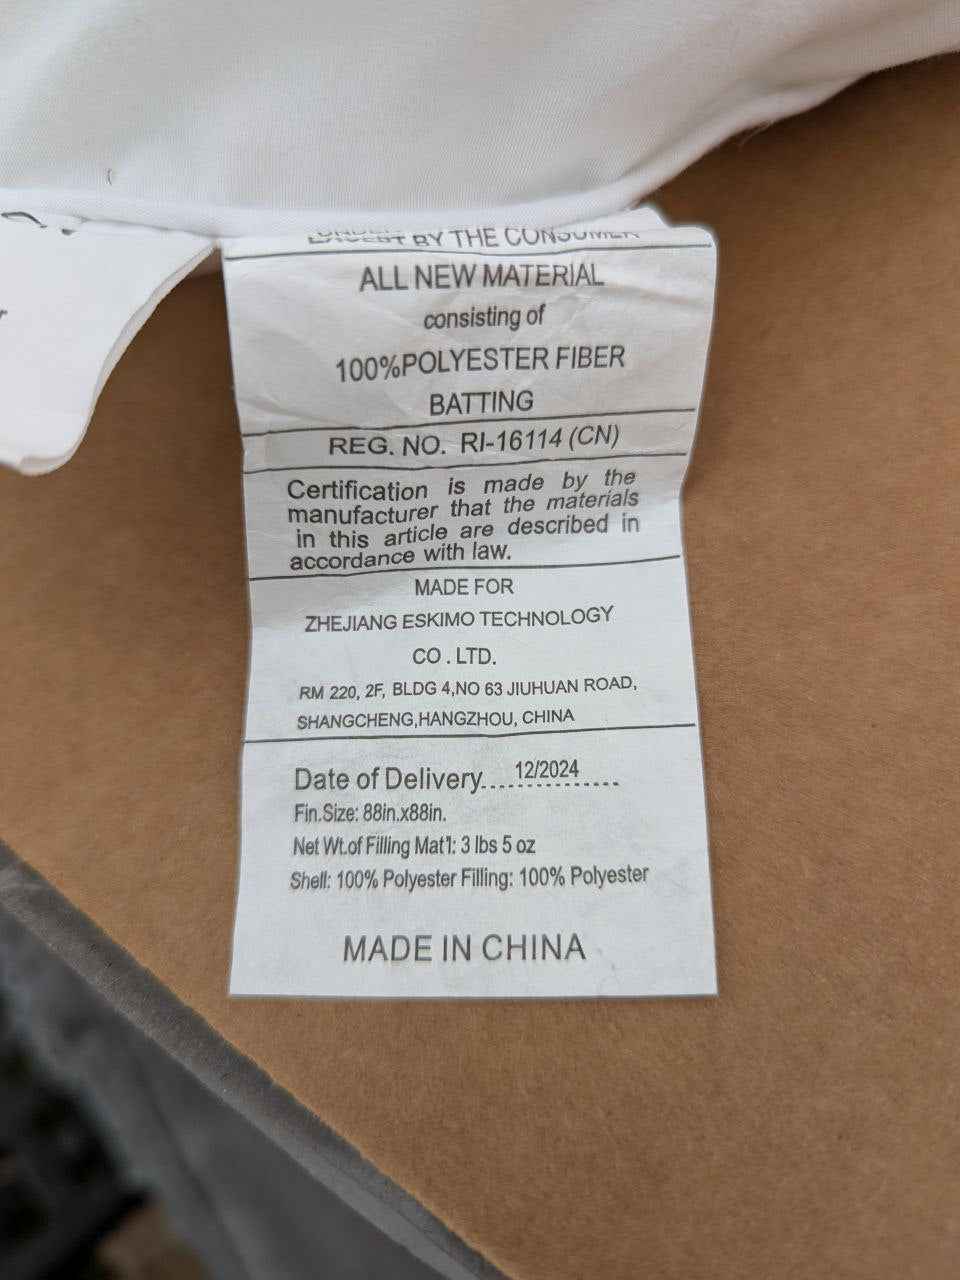 BY THE CONSUMER
ALL NEW MATERIAL
consisting of
100%POLYESTER FIBER
BATTING
REG. NO. RI-16114 (CN)
Certification is made by the
manufacturer that the materials
in this article are described in
accordance with law.
MADE FOR
ZHEJIANG ESKIMO TECHNOLOGY
CO . LTD.
RM 220, 2F, BLDG 4,NO 63 JIUHUAN ROAD,
SHANGCHENG,HANGZHOU, CHINA
Date of Delivery....12/2024......
Fin.Size: 88in.x88in.
Net Wt.of Filling Mat'l: 3 lbs 5 oz
Shell: 100% Polyester Filling: 100% Polyester
MADE IN CHINA